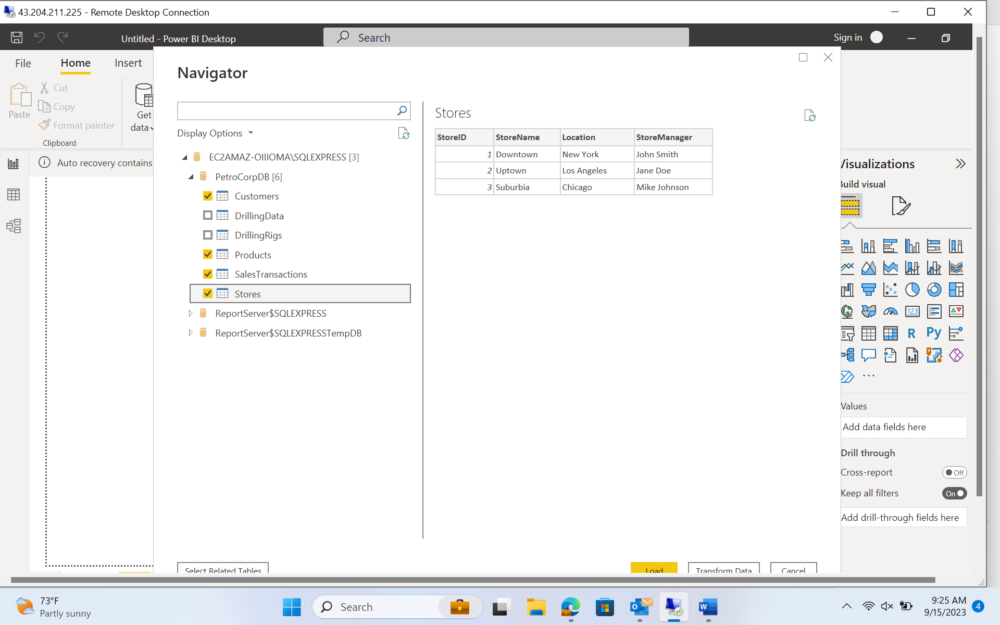 43.204.211.225 - Remote Desktop Connection
Untitled - Power BI Desktop
Search
Sign in
File
Home
Insert
Paste
Cut
Copy
Format painter
Clipboard
Get
data
Auto recovery contains
Navigator
Display Options
EC2AMAZ-OIIIOMA\SQLEXPRESS [3]
PetroCorpDB [6]
Customers
DrillingData
DrillingRigs
Products
SalesTransactions
Stores
ReportServer$SQLEXPRESS
ReportServer$SQLEXPRESSTempDB
Stores
StoreID StoreName Location StoreManager
1 Downtown New York John Smith
2 Uptown Los Angeles Jane Doe
3 Suburbia Chicago Mike Johnson
Select Related Tables
Load
Transform Data
Cancel
Visualizations
Build visual
123
R
Py
...
Values
Add data fields here
Drill through
Cross-report
Off
Keep all filters
On
Add drill-through fields here
73°F
Partly sunny
Search
9:25 AM
9/15/2023
4